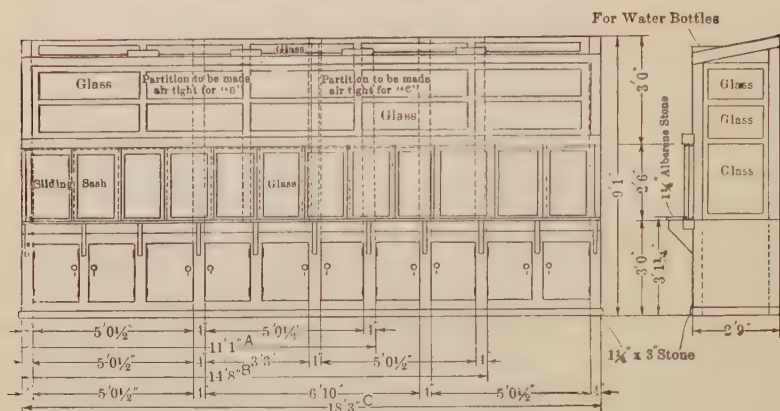 For Water Bottles
Glass
Glass
Partition to be made
air tight for "B"
Partition to be made
air tight for "C"
Glass
Glass
Glass
Glass
Sliding
Sash
Glass
1¼" Albarene Stone
3'0"
2'6"
3'0"
9'1"
2'9"
1¼" x 3" Stone
5'0½"
1"
5'0½"
1"
11'1" A
5'0½"
1"
3'3"
1"
5'0½"
1"
14'8" B
5'0½"
1"
6'10"
1"
5'0½"
18'3" C